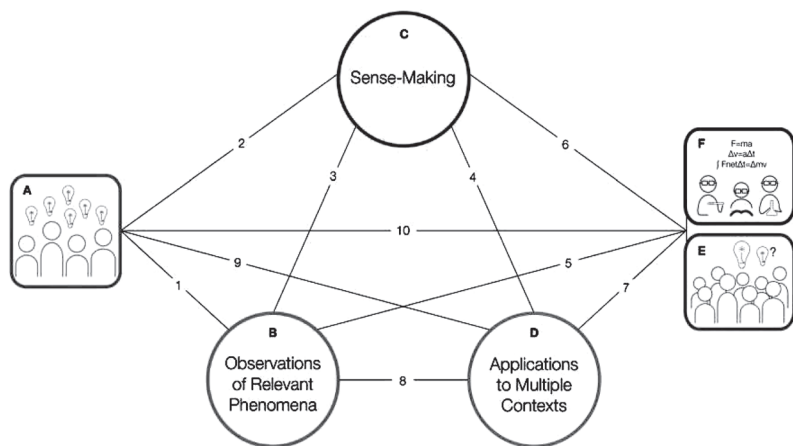 C
Sense-Making
2
6
F
F=ma
Δv=aΔt
∫ FnetΔt=Δmv
3
4
A
10
E
?
9
5
1
7
B
Observations
of Relevant
Phenomena
8
D
Applications
to Multiple
Contexts